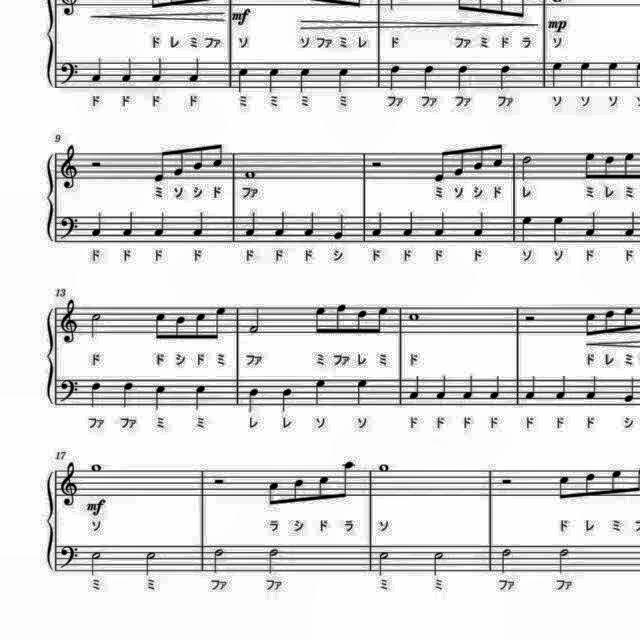 mf mp
ド レ ミ ファ ソ ソ ファ ミ レ ド ファ ミ ド ラ ソ
ド ド ド ド ミ ミ ミ ミ ファ ファ ファ ファ ソ ソ ソ
9
ミ ソ シ ド ファ ミ ソ シ ド レ ミ レ ミ
ド ド ド ド ド ド ド シ ド ド ド ド ソ ソ ド ド
13
ド ド シ ド ミ ファ ミ ファ レ ミ ド ド レ ミ
ファ ファ ミ ミ レ レ ソ ソ ド ド ド ド ド ド ド シ
17
mf
ソ ラ シ ド ラ ソ ド レ ミ
ミ ミ ファ ファ ミ ミ ファ ファ